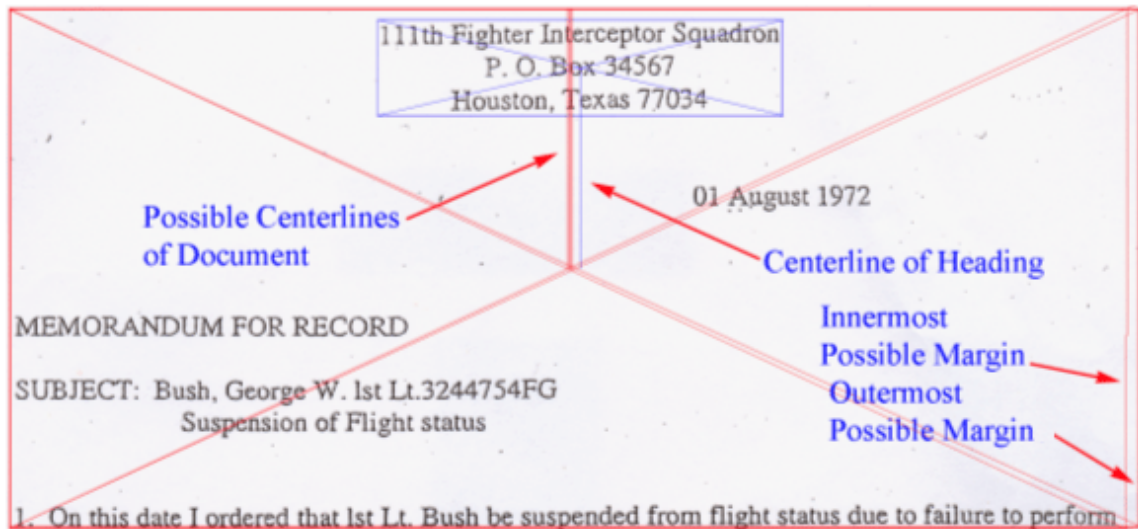 111th Fighter Interceptor Squadron
P. O. Box 34567
Houston, Texas 77034
01 August 1972
Possible Centerlines
of Document
Centerline of Heading
MEMORANDUM FOR RECORD
Innermost
Possible Margin
SUBJECT: Bush, George W. lst Lt.3244754FG
Suspension of Flight status
Outermost
Possible Margin
1. On this date I ordered that lst Lt. Bush be suspended from flight status due to failure to perform